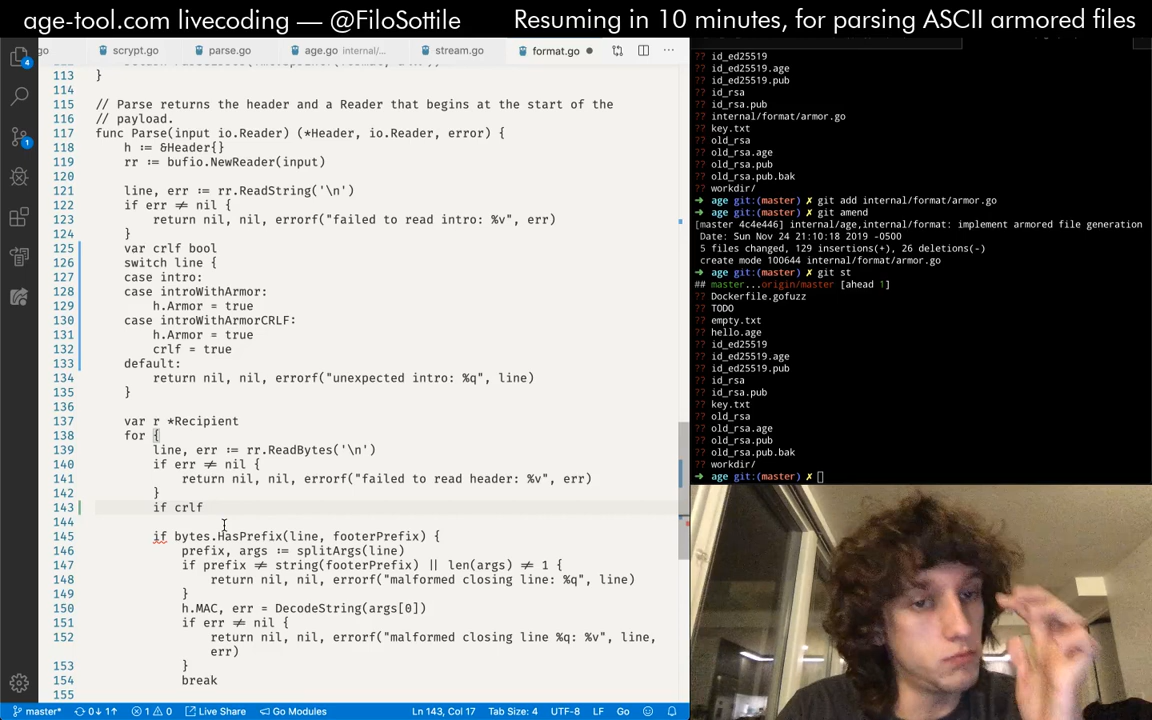 age-tool.com livecoding — @FiloSottile
Resuming in 10 minutes, for parsing ASCII armored files
go
scrypt.go
parse.go
age.go internal/...
stream.go
format.go
113 }
114
115 // Parse returns the header and a Reader that begins at the start of the
116 // payload.
117 func Parse(input io.Reader) (*Header, io.Reader, error) {
118 h := &Header{}
119 rr := bufio.NewReader(input)
120
121 line, err := rr.ReadString('\n')
122 if err ≠ nil {
123 return nil, nil, errorf("failed to read intro: %v", err)
124 }
125 var crlf bool
126 switch line {
127 case intro:
128 case introWithArmor:
129 h.Armor = true
130 case introWithArmorCRLF:
131 h.Armor = true
132 crlf = true
133 default:
134 return nil, nil, errorf("unexpected intro: %q", line)
135 }
136
137 var r *Recipient
138 for {
139 line, err := rr.ReadBytes('\n')
140 if err ≠ nil {
141 return nil, nil, errorf("failed to read header: %v", err)
142 }
143 if crlf
144
145 if bytes.HasPrefix(line, footerPrefix) {
146 prefix, args := splitArgs(line)
147 if prefix ≠ string(footerPrefix) || len(args) ≠ 1 {
148 return nil, nil, errorf("malformed closing line: %q", line)
149 }
150 h.MAC, err = DecodeString(args[0])
151 if err ≠ nil {
152 return nil, nil, errorf("malformed closing line %q: %v", line,
err)
153 }
154 break
155
master* 0↓ 1↑ 1 0 Live Share Go Modules Ln 143, Col 17 Tab Size: 4 UTF-8 LF Go
4
1
?? id_ed25519
?? id_ed25519.age
?? id_ed25519.pub
?? id_rsa
?? id_rsa.pub
?? internal/format/armor.go
?? key.txt
?? old_rsa
?? old_rsa.age
?? old_rsa.pub
?? old_rsa.pub.bak
?? workdir/
➜ age git:(master) ✗ git add internal/format/armor.go
➜ age git:(master) ✗ git amend
[master 4c4e446] internal/age,internal/format: implement armored file generation
Date: Sun Nov 24 21:10:18 2019 -0500
5 files changed, 129 insertions(+), 26 deletions(-)
create mode 100644 internal/format/armor.go
➜ age git:(master) ✗ git st
## master...origin/master [ahead 1]
?? Dockerfile.gofuzz
?? TODO
?? empty.txt
?? hello.age
?? id_ed25519
?? id_ed25519.age
?? id_ed25519.pub
?? id_rsa
?? id_rsa.pub
?? key.txt
?? old_rsa
?? old_rsa.age
?? old_rsa.pub
?? old_rsa.pub.bak
?? workdir/
➜ age git:(master) ✗